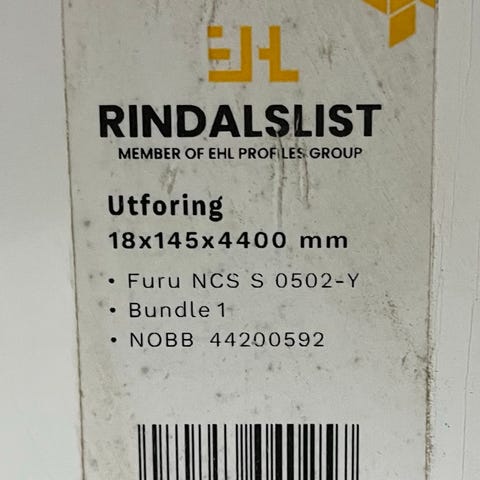 EHL
RINDALSLIST
MEMBER OF EHL PROFILES GROUP
Utforing
18x145x4400 mm
• Furu NCS S 0502-Y
• Bundle 1
• NOBB 44200592